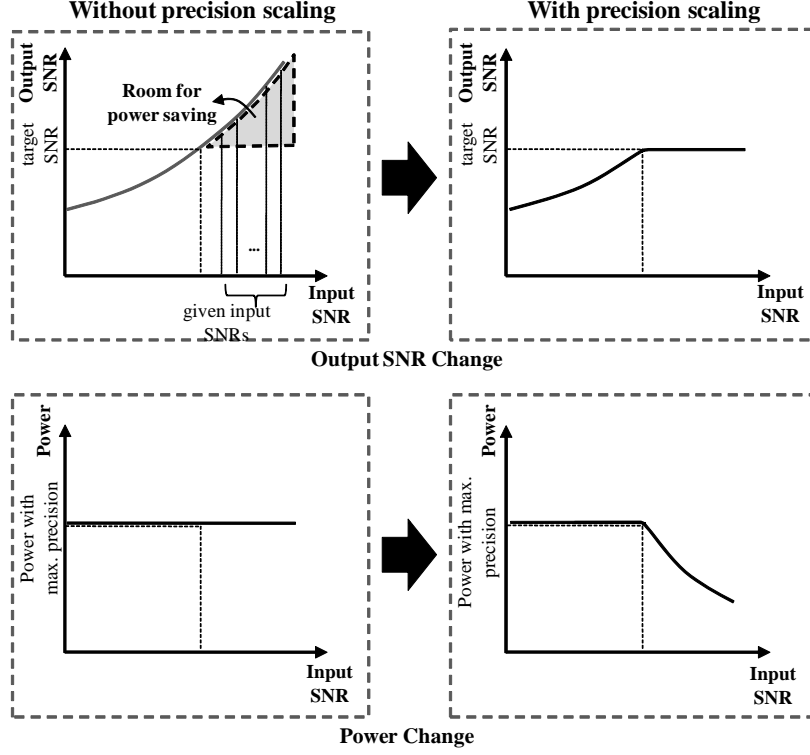 Without precision scaling
With precision scaling
Output
SNR
target
SNR
Room for
power saving
...
Input
SNR
given input
SNRs
Output
SNR
target
SNR
Input
SNR
Output SNR Change
Power
Power with
max. precision
Input
SNR
Power
Power with max.
precision
Input
SNR
Power Change